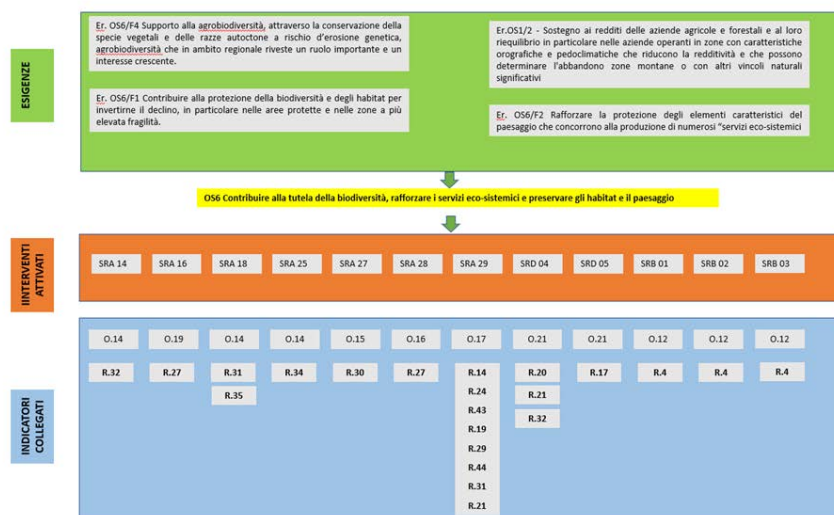 ESIGENZE
Er. OS6/F4 Supporto alla agrobiodiversità, attraverso la conservazione della
specie vegetali e delle razze autoctone a rischio d'erosione genetica,
agrobiodiversità che in ambito regionale riveste un ruolo importante e un
interesse crescente.
Er. OS6/F1 Contribuire alla protezione della biodiversità e degli habitat per
invertirne il declino, in particolare nelle aree protette e nelle zone a più
elevata fragilità.
Er.OS1/2 - Sostegno ai redditi delle aziende agricole e forestali e al loro
riequilibrio in particolare nelle aziende operanti in zone con caratteristiche
orografiche e pedoclimatiche che riducono la redditività e che possono
determinare l'abbandono zone montane o con altri vincoli naturali
significativi
Er. OS6/F2 Rafforzare la protezione degli elementi caratteristici del
paesaggio che concorrono alla produzione di numerosi "servizi eco-sistemici
OS6 Contribuire alla tutela della biodiversità, rafforzare i servizi eco-sistemici e preservare gli habitat e il paesaggio
IINTERVENTI
ATTIVATI
SRA 14 SRA 16 SRA 18 SRA 25 SRA 27 SRA 28 SRA 29 SRD 04 SRD 05 SRB 01 SRB 02 SRB 03
INDICATORI
COLLEGATI
O.14 O.19 O.14 O.14 O.15 O.16 O.17 O.21 O.21 O.12 O.12 O.12
R.32 R.27 R.31 R.34 R.30 R.27 R.14 R.20 R.17 R.4 R.4 R.4
R.35 R.24 R.21
R.43 R.32
R.19
R.29
R.44
R.31
R.21